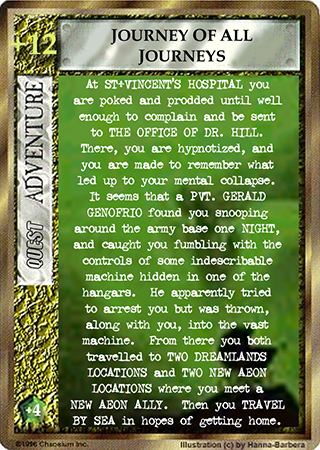 +12
JOURNEY OF ALL
JOURNEYS
QUEST ADVENTURE
At ST+VINCENT'S HOSPITAL you
are poked and prodded until well
enough to complain and be sent
to THE OFFICE OF DR. HILL.
There, you are hypnotized, and
you are made to remember what
led up to your mental collapse.
It seems that a PVT. GERALD
GENOFRIO found you snooping
around the army base one NIGHT,
and caught you fumbling with the
controls of some indescribable
machine hidden in one of the
hangars. He apparently tried
to arrest you but was thrown,
along with you, into the vast
machine. From there you both
travelled to TWO DREAMLANDS
LOCATIONS and TWO NEW AEON
LOCATIONS where you meet a
NEW AEON ALLY. Then you TRAVEL
BY SEA in hopes of getting home.
+4
©1996 Chaosium Inc.
Illustration (c) by Hanna-Barbera